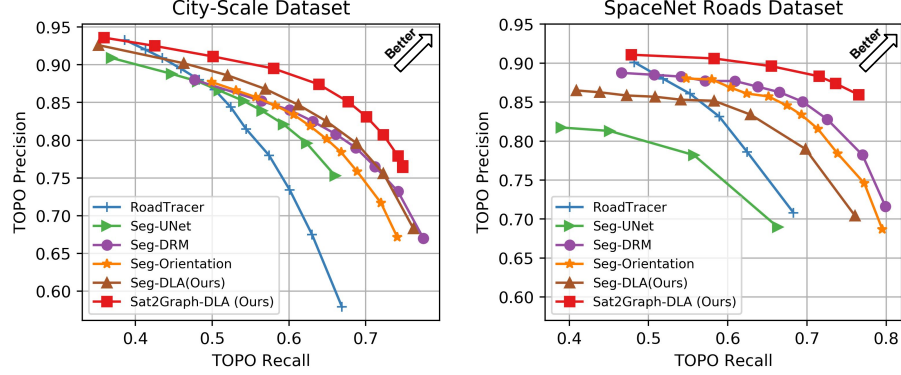 City-Scale Dataset
0.95
0.90
0.85
0.80
0.75
0.70
0.65
0.60
TOPO Precision
Better
RoadTracer
Seg-UNet
Seg-DRM
Seg-Orientation
Seg-DLA(Ours)
Sat2Graph-DLA (Ours)
0.4
0.5
0.6
0.7
TOPO Recall
SpaceNet Roads Dataset
0.95
0.90
0.85
0.80
0.75
0.70
0.65
0.60
TOPO Precision
Better
RoadTracer
Seg-UNet
Seg-DRM
Seg-Orientation
Seg-DLA(Ours)
Sat2Graph-DLA (Ours)
0.4
0.5
0.6
0.7
0.8
TOPO Recall